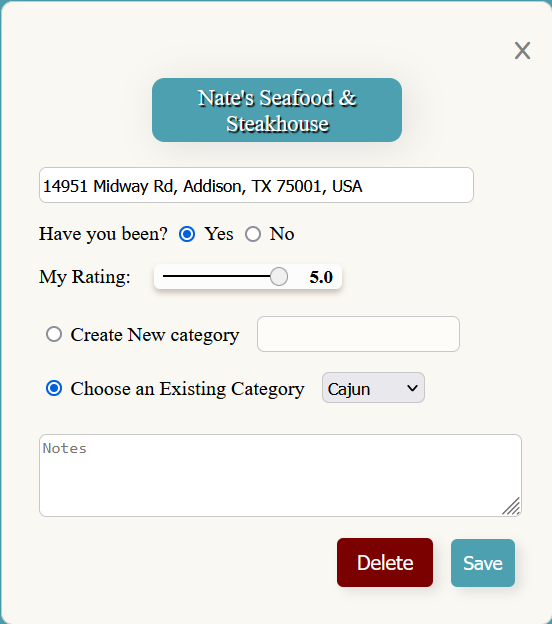 X
Nate's Seafood &
Steakhouse
14951 Midway Rd, Addison, TX 75001, USA
Have you been? Yes No
My Rating: 5.0
Create New category
Choose an Existing Category Cajun
Notes
Delete Save